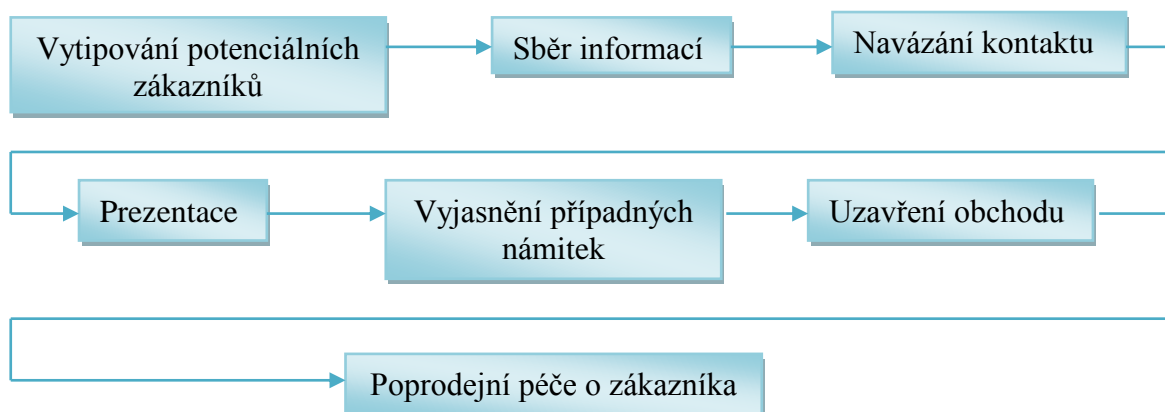 Vytipování potenciálních
zákazníků
Sběr informací
Navázání kontaktu
Prezentace
Vyjasnění případných
námitek
Uzavření obchodu
Poprodejní péče o zákazníka